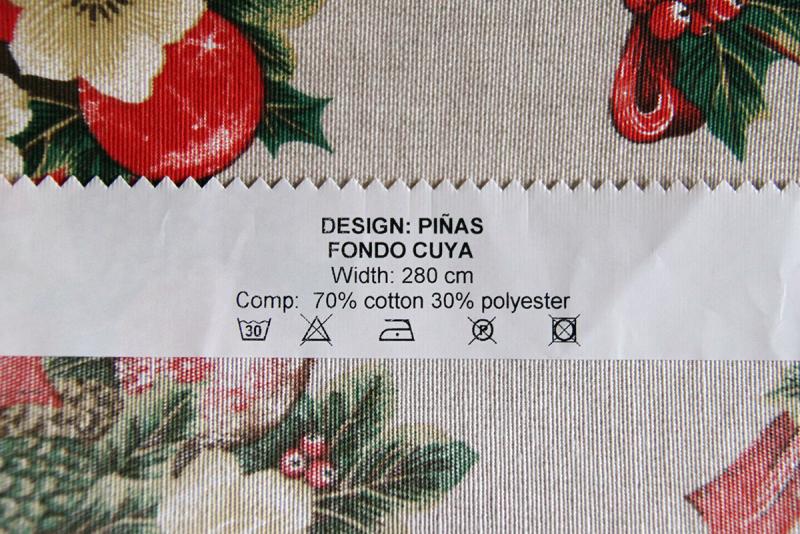 DESIGN: PIÑAS
FONDO CUYA
Width: 280 cm
Comp: 70% cotton 30% polyester
30 P